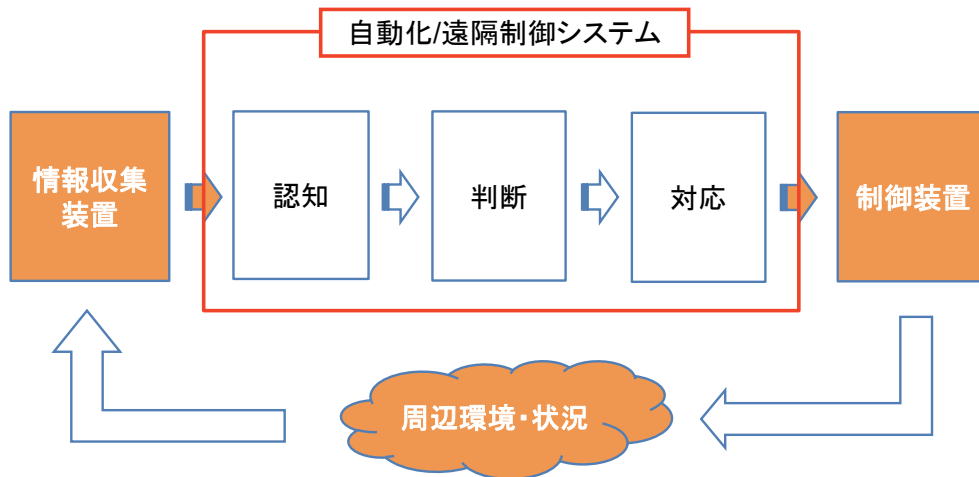 自動化/遠隔制御システム
情報収集
装置
認知
判断
対応
制御装置
周辺環境・状況